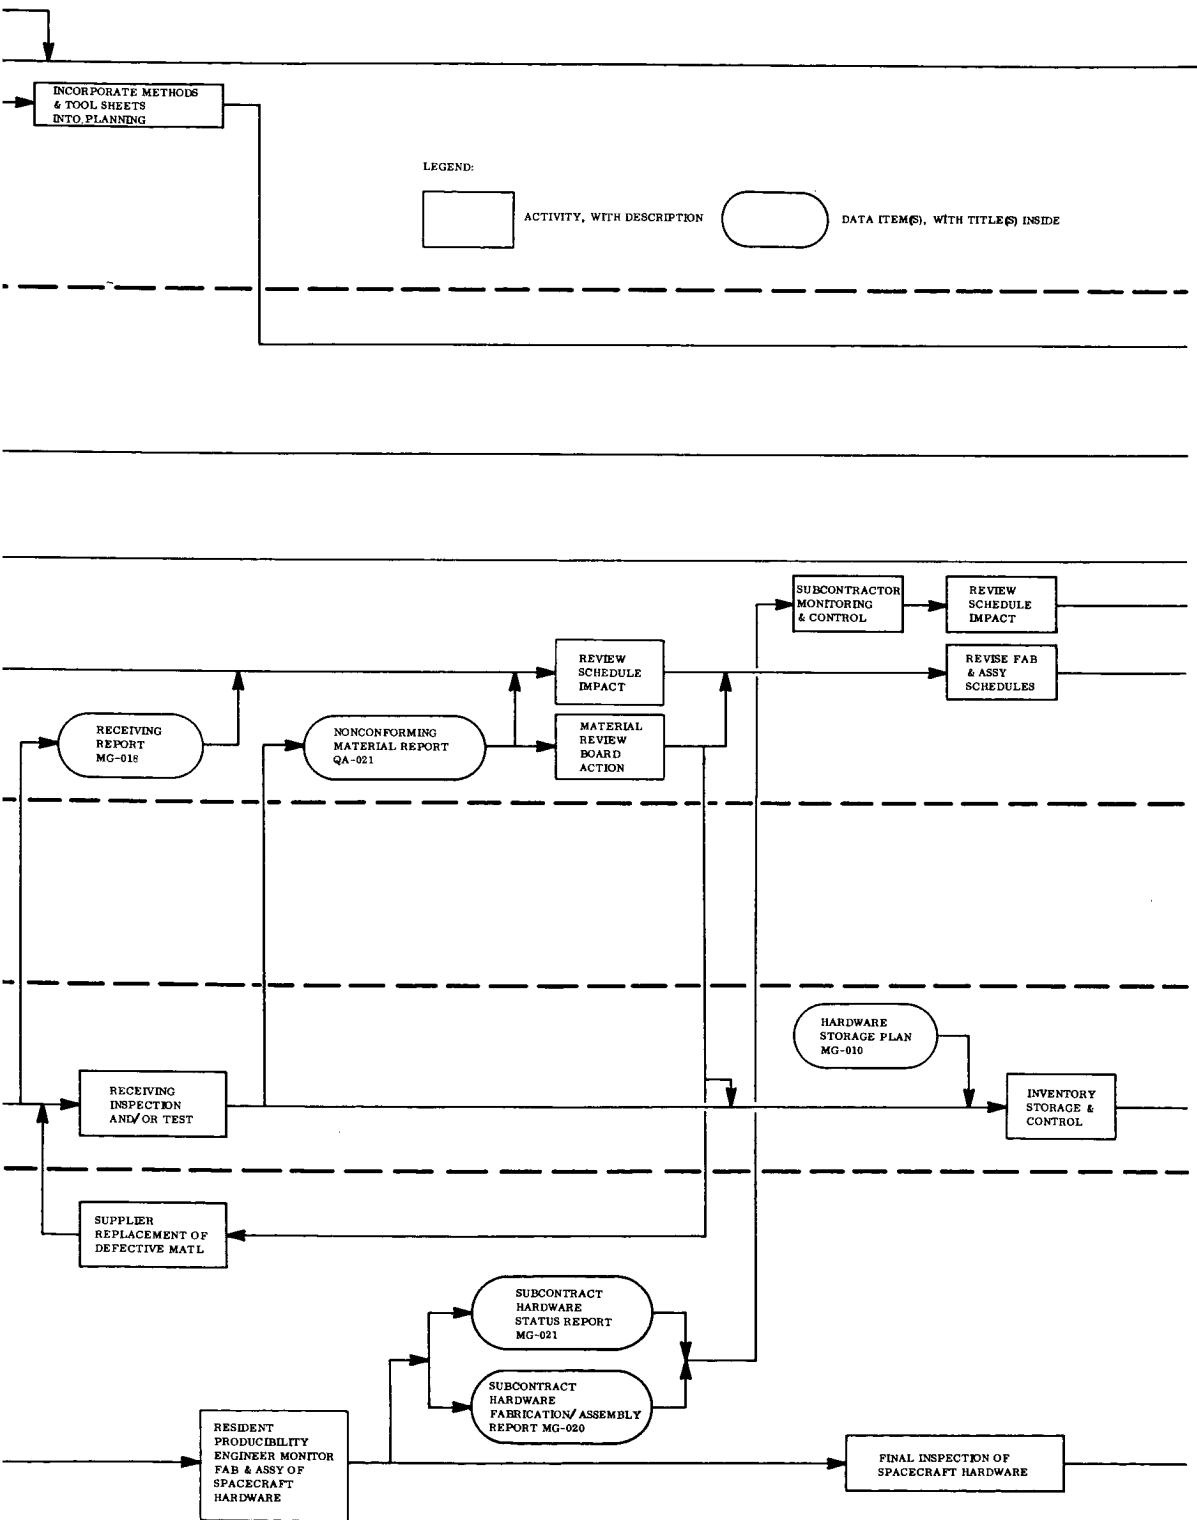 INCORPORATE METHODS
& TOOL SHEETS
INTO PLANNING
LEGEND:
ACTIVITY, WITH DESCRIPTION
DATA ITEM(S), WITH TITLE(S) INSIDE
SUBCONTRACTOR
MONITORING
& CONTROL
REVIEW
SCHEDULE
IMPACT
REVIEW
SCHEDULE
IMPACT
REVISE FAB
& ASSY
SCHEDULES
RECEIVING
REPORT
MG-018
NONCONFORMING
MATERIAL REPORT
QA-021
MATERIAL
REVIEW
BOARD
ACTION
HARDWARE
STORAGE PLAN
MG-010
RECEIVING
INSPECTION
AND/OR TEST
INVENTORY
STORAGE &
CONTROL
SUPPLIER
REPLACEMENT OF
DEFECTIVE MATL
SUBCONTRACT
HARDWARE
STATUS REPORT
MG-021
SUBCONTRACT
HARDWARE
FABRICATION/ASSEMBLY
REPORT MG-020
RESIDENT
PRODUCIBILITY
ENGINEER MONITOR
FAB & ASSY OF
SPACECRAFT
HARDWARE
FINAL INSPECTION OF
SPACECRAFT HARDWARE